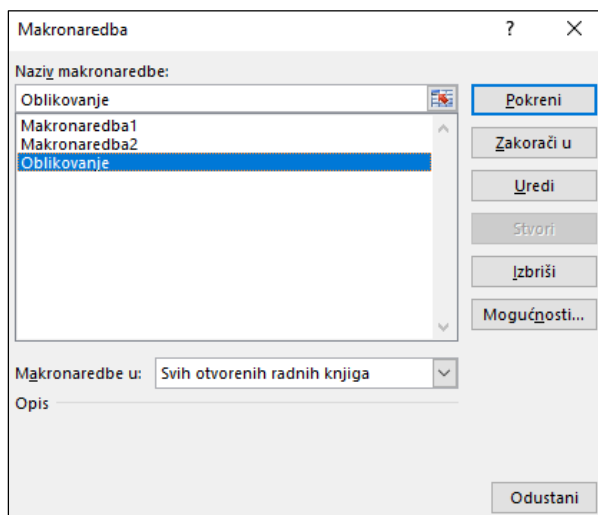 Makronaredba ?
Naziv makronaredbe:
Oblikovanje
Makronaredba1
Makronaredba2
Oblikovanje
Pokreni
Zakorači u
Uredi
Stvori
Izbriši
Mogućnosti...
Makronaredbe u: Svih otvorenih radnih knjiga
Opis
Odustani